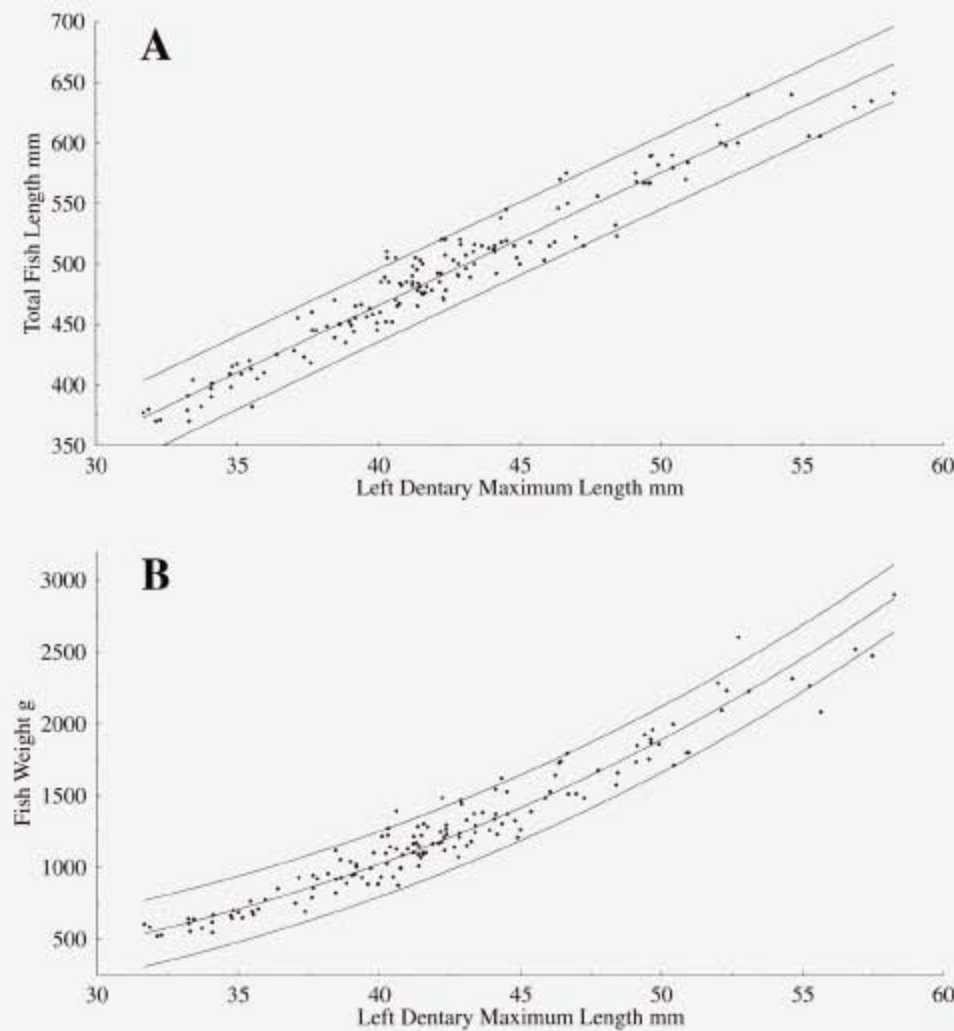 A
700
650
600
550
500
450
400
350
Total Fish Length mm
30 35 40 45 50 55 60
Left Dentary Maximum Length mm
B
3000
2500
2000
1500
1000
500
Fish Weight g
30 35 40 45 50 55 60
Left Dentary Maximum Length mm